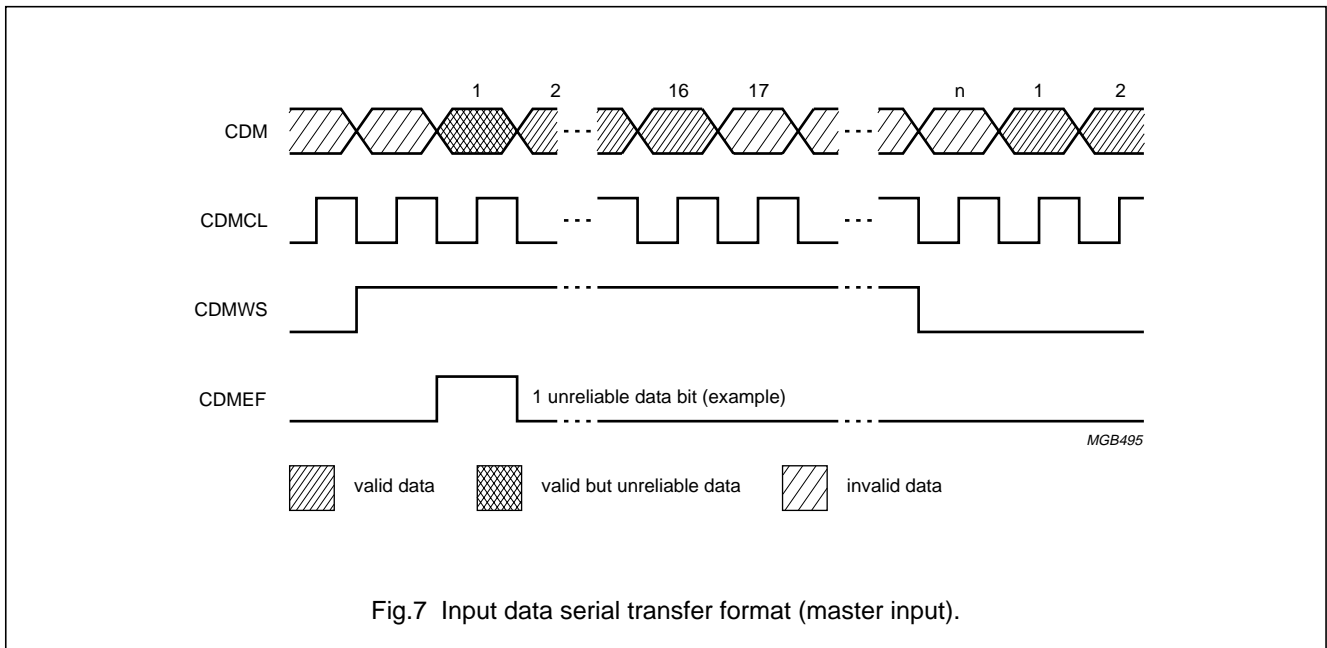 1 2 16 17 n 1 2
CDM
CDMCL
CDMWS
CDMEF
1 unreliable data bit (example)
MGB495
valid data valid but unreliable data invalid data
Fig.7 Input data serial transfer format (master input).